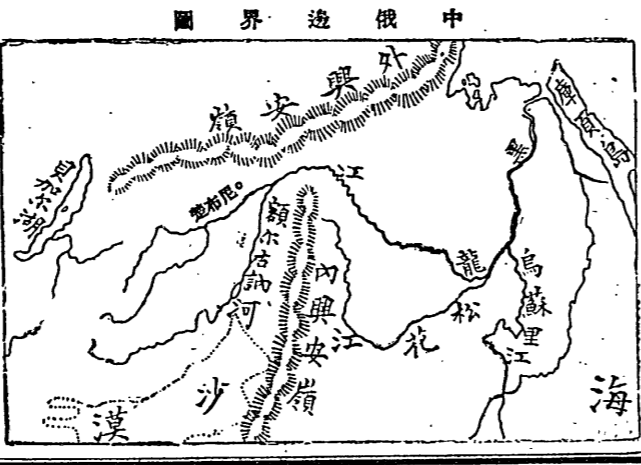 中俄邊界圖
外興安嶺
庫頁島
貝加尔湖
黑龍江
尼布楚
額尔古訥河
內興安嶺
松花江
烏蘇里江
沙漠
海